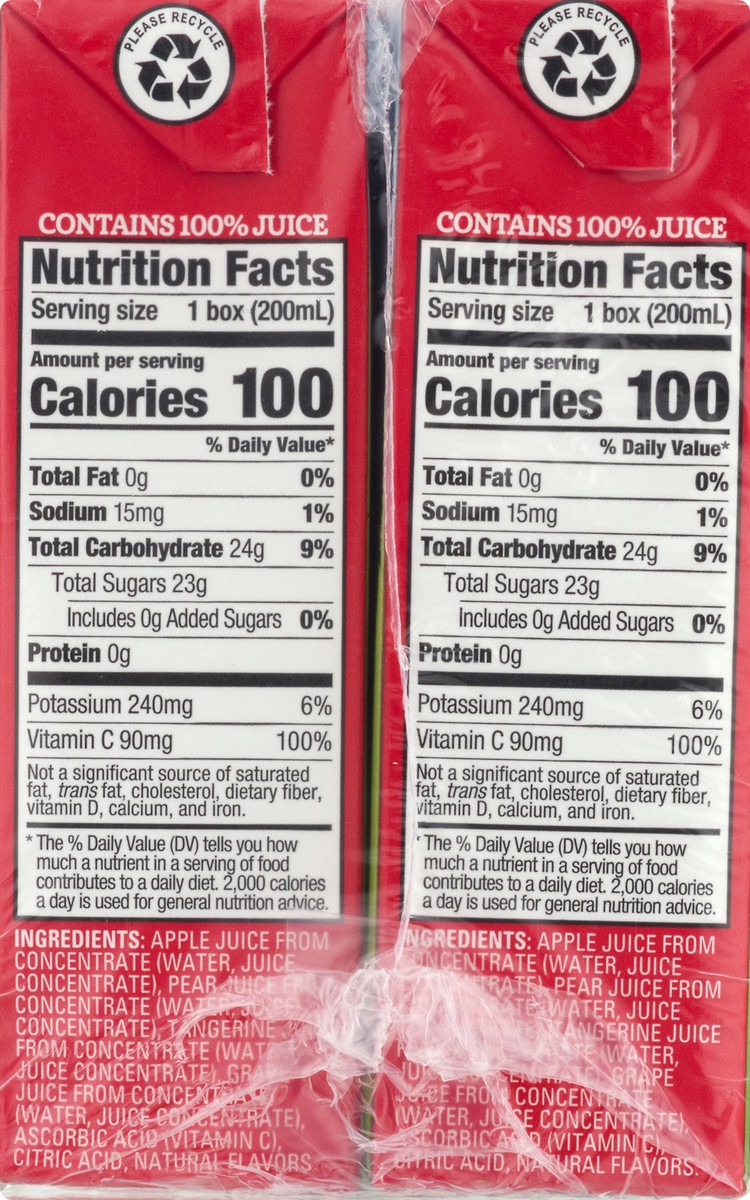 PLEASE RECYCLE
CONTAINS 100% JUICE
Nutrition Facts
Serving size 1 box (200mL)
Amount per serving
Calories 100
% Daily Value*
Total Fat 0g 0%
Sodium 15mg 1%
Total Carbohydrate 24g 9%
Total Sugars 23g
Includes 0g Added Sugars 0%
Protein 0g
Potassium 240mg 6%
Vitamin C 90mg 100%
Not a significant source of saturated
fat, trans fat, cholesterol, dietary fiber,
vitamin D, calcium, and iron.
* The % Daily Value (DV) tells you how
much a nutrient in a serving of food
contributes to a daily diet. 2,000 calories
a day is used for general nutrition advice.
INGREDIENTS: APPLE JUICE FROM
CONCENTRATE (WATER, JUICE
CONCENTRATE), PEAR JUICE
CONCENTRATE (WATER,
CONCENTRATE), TANGERINE
FROM CONCENTRATE
JUICE CONCENTRATE),
JUICE FROM CONCENTRATE
(WATER, JUICE CONCENTRATE),
ASCORBIC ACID (VITAMIN C),
CITRIC ACID, NATURAL FLAVORS.
PLEASE RECYCLE
CONTAINS 100% JUICE
Nutrition Facts
Serving size 1 box (200mL)
Amount per serving
Calories 100
% Daily Value*
Total Fat 0g 0%
Sodium 15mg 1%
Total Carbohydrate 24g 9%
Total Sugars 23g
Includes 0g Added Sugars 0%
Protein 0g
Potassium 240mg 6%
Vitamin C 90mg 100%
Not a significant source of saturated
fat, trans fat, cholesterol, dietary fiber,
vitamin D, calcium, and iron.
* The % Daily Value (DV) tells you how
much a nutrient in a serving of food
contributes to a daily diet. 2,000 calories
a day is used for general nutrition advice.
INGREDIENTS: APPLE JUICE FROM
CONCENTRATE (WATER, JUICE
PEAR JUICE FROM
WATER, JUICE
TANGERINE JUICE
(WATER,
GRAPE
JUICE FROM CONCENTRATE
(WATER, JUICE CONCENTRATE),
ASCORBIC ACID (VITAMIN C),
CITRIC ACID, NATURAL FLAVORS.